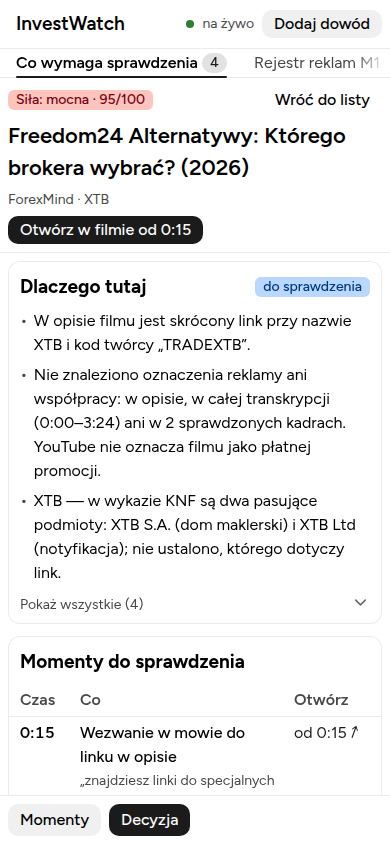 InvestWatch
na żywo
Dodaj dowód
Co wymaga sprawdzenia 4
Rejestr reklam M1
Siła: mocna · 95/100
Wróć do listy
Freedom24 Alternatywy: Którego
brokera wybrać? (2026)
ForexMind · XTB
Otwórz w filmie od 0:15
Dlaczego tutaj
do sprawdzenia
• W opisie filmu jest skrócony link przy nazwie
XTB i kod twórcy „TRADEXTB”.
• Nie znaleziono oznaczenia reklamy ani
współpracy: w opisie, w całej transkrypcji
(0:00–3:24) ani w 2 sprawdzonych kadrach.
YouTube nie oznacza filmu jako płatnej
promocji.
• XTB — w wykazie KNF są dwa pasujące
podmioty: XTB S.A. (dom maklerski) i XTB Ltd
(notyfikacja); nie ustalono, którego dotyczy
link.
Pokaż wszystkie (4)
Momenty do sprawdzenia
Czas Co Otwórz
0:15 Wezwanie w mowie do od 0:15 ↗
linku w opisie
„znajdziesz linki do specjalnych
Momenty
Decyzja